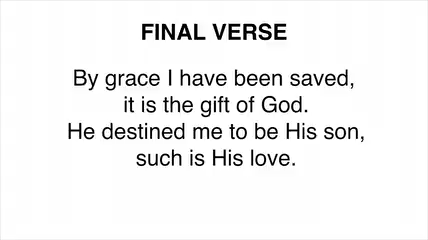 FINAL VERSE
By grace I have been saved,
it is the gift of God.
He destined me to be His son,
such is His love.